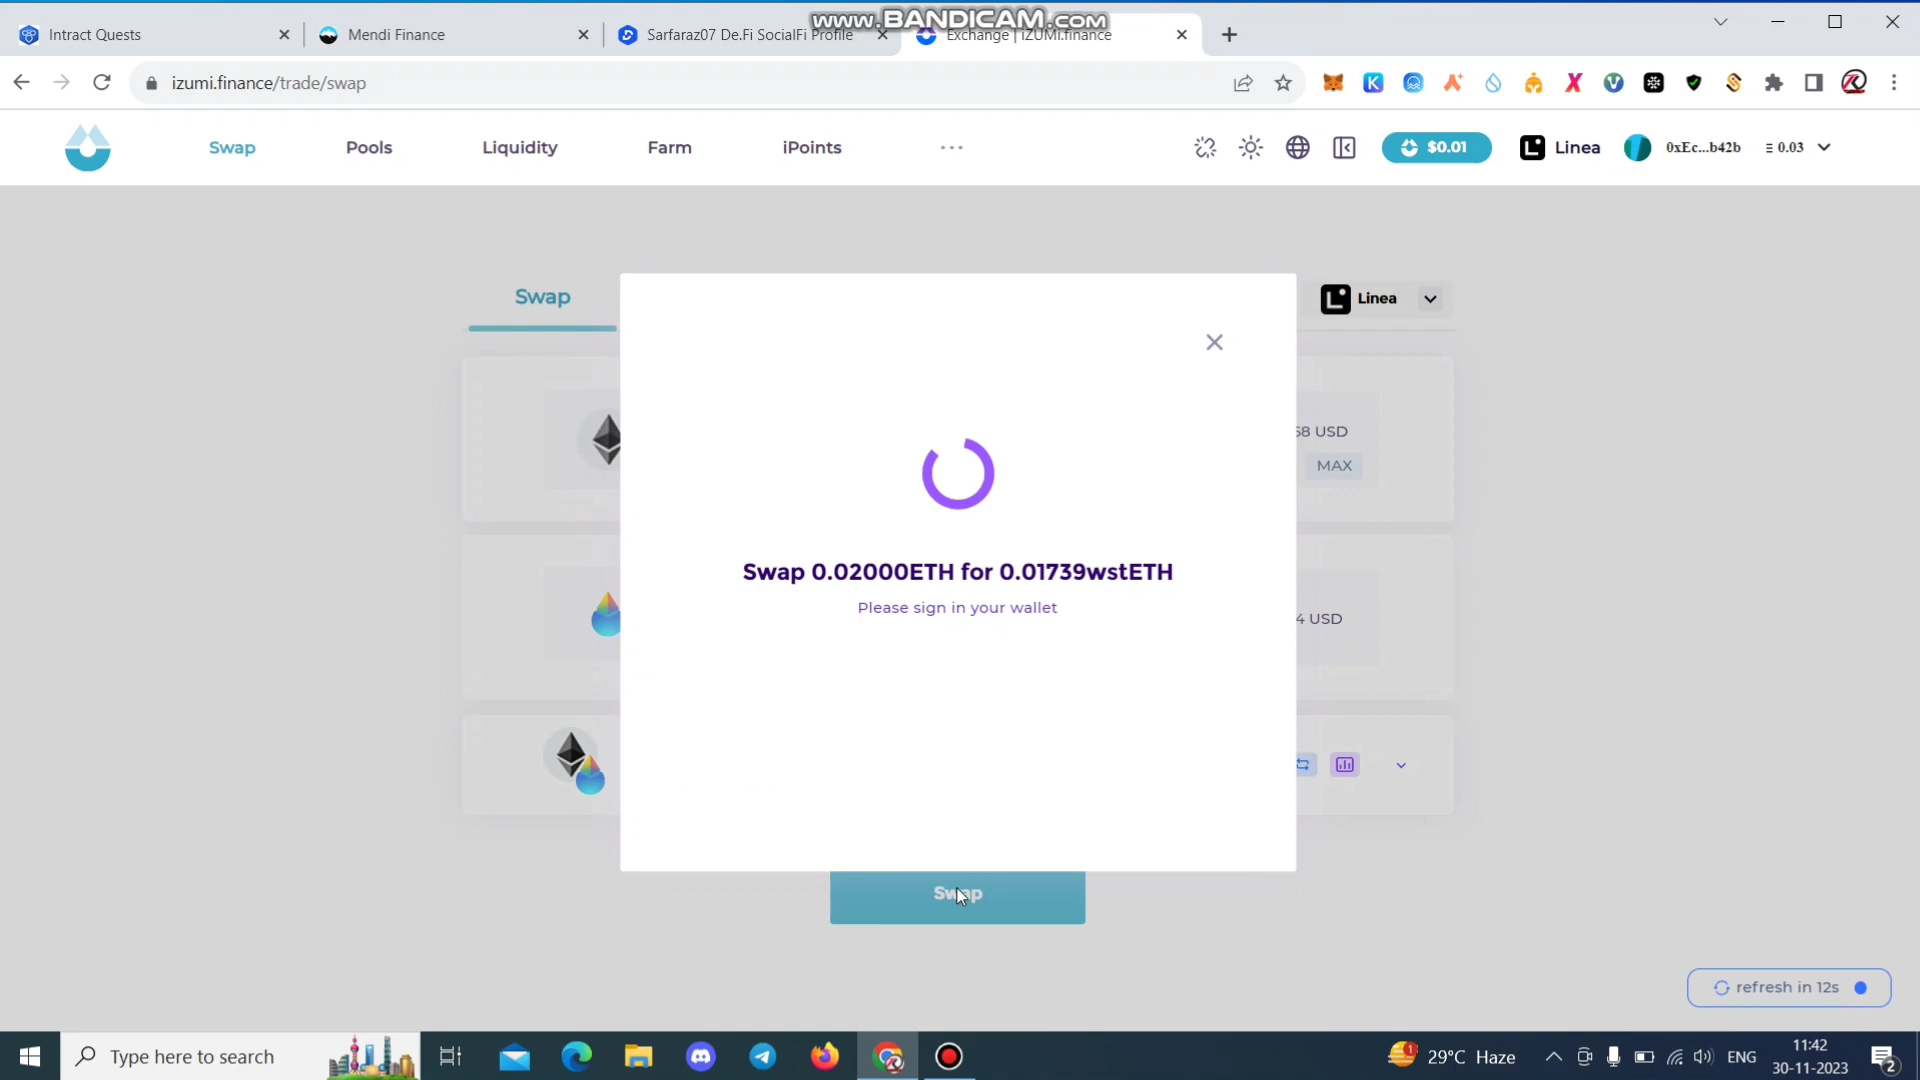 www.BANDICAM.com
Intract Quests
Mendi Finance
Sarfaraz07 De.Fi SocialFi Profile
Exchange | iZUMi.finance
izumi.finance/trade/swap
Swap
Pools
Liquidity
Farm
iPoints
$0.01
Linea
0xEc...b42b
0.03
Swap
Linea
58 USD
MAX
Swap 0.02000ETH for 0.01739wstETH
Please sign in your wallet
4 USD
Swap
refresh in 12s
Type here to search
29°C Haze
ENG
11:42
30-11-2023
2